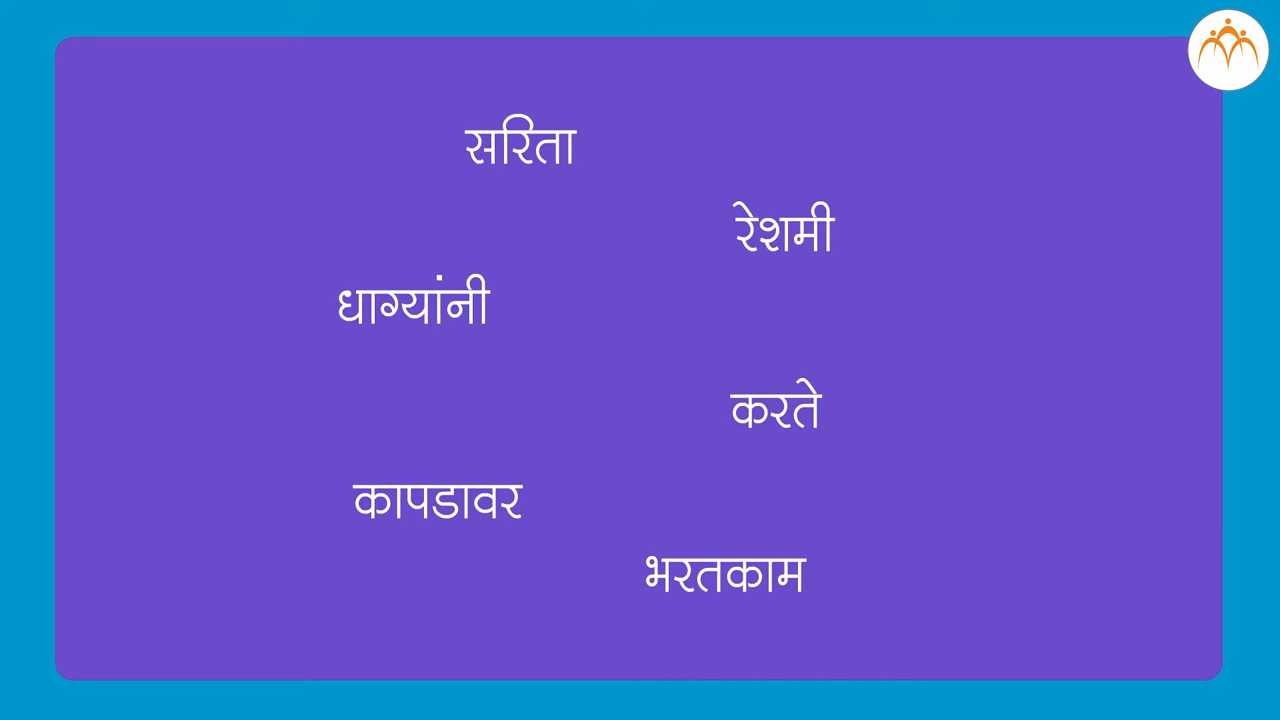 सरिता
रेशमी
धाग्यांनी
करते
कापडावर
भरतकाम